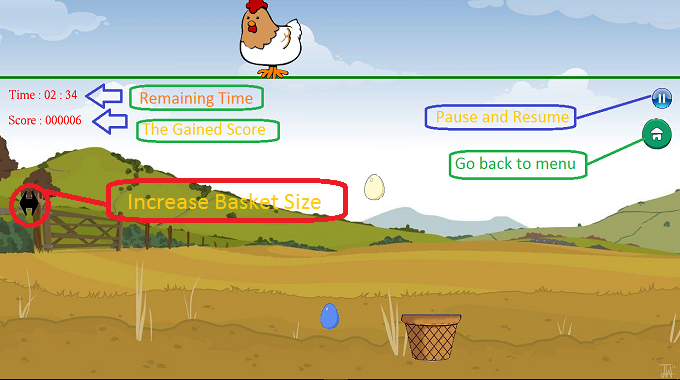 Time : 02 : 34
Remaining Time
Score : 000006
The Gained Score
Pause and Resume
Go back to menu
Increase Basket Size